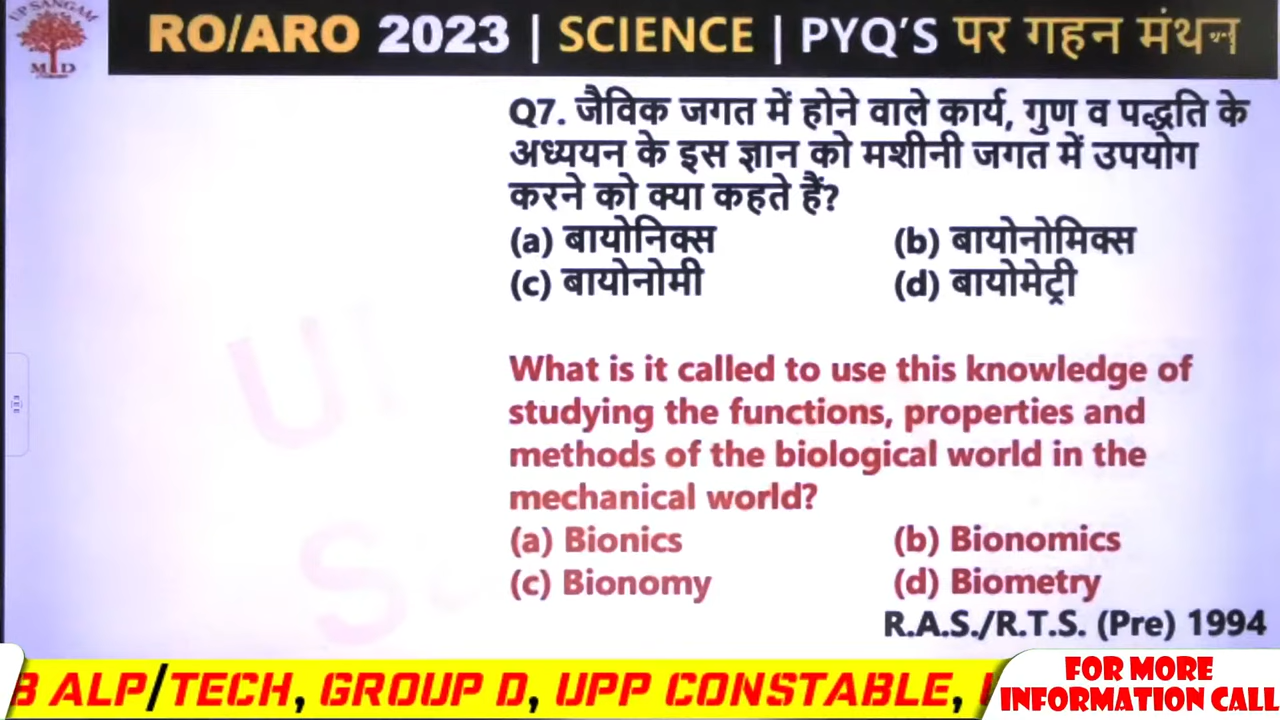 UP SANGAM
MTD
RO/ARO 2023 | SCIENCE | PYQ'S पर गहन मंथन
Q7. जैविक जगत में होने वाले कार्य, गुण व पद्धति के
अध्ययन के इस ज्ञान को मशीनी जगत में उपयोग
करने को क्या कहते हैं?
(a) बायोनिक्स (b) बायोनोमिक्स
(c) बायोनोमी (d) बायोमेट्री
What is it called to use this knowledge of
studying the functions, properties and
methods of the biological world in the
mechanical world?
(a) Bionics (b) Bionomics
(c) Bionomy (d) Biometry
R.A.S./R.T.S. (Pre) 1994
B ALP/TECH, GROUP D, UPP CONSTABLE,
FOR MORE
INFORMATION CALL